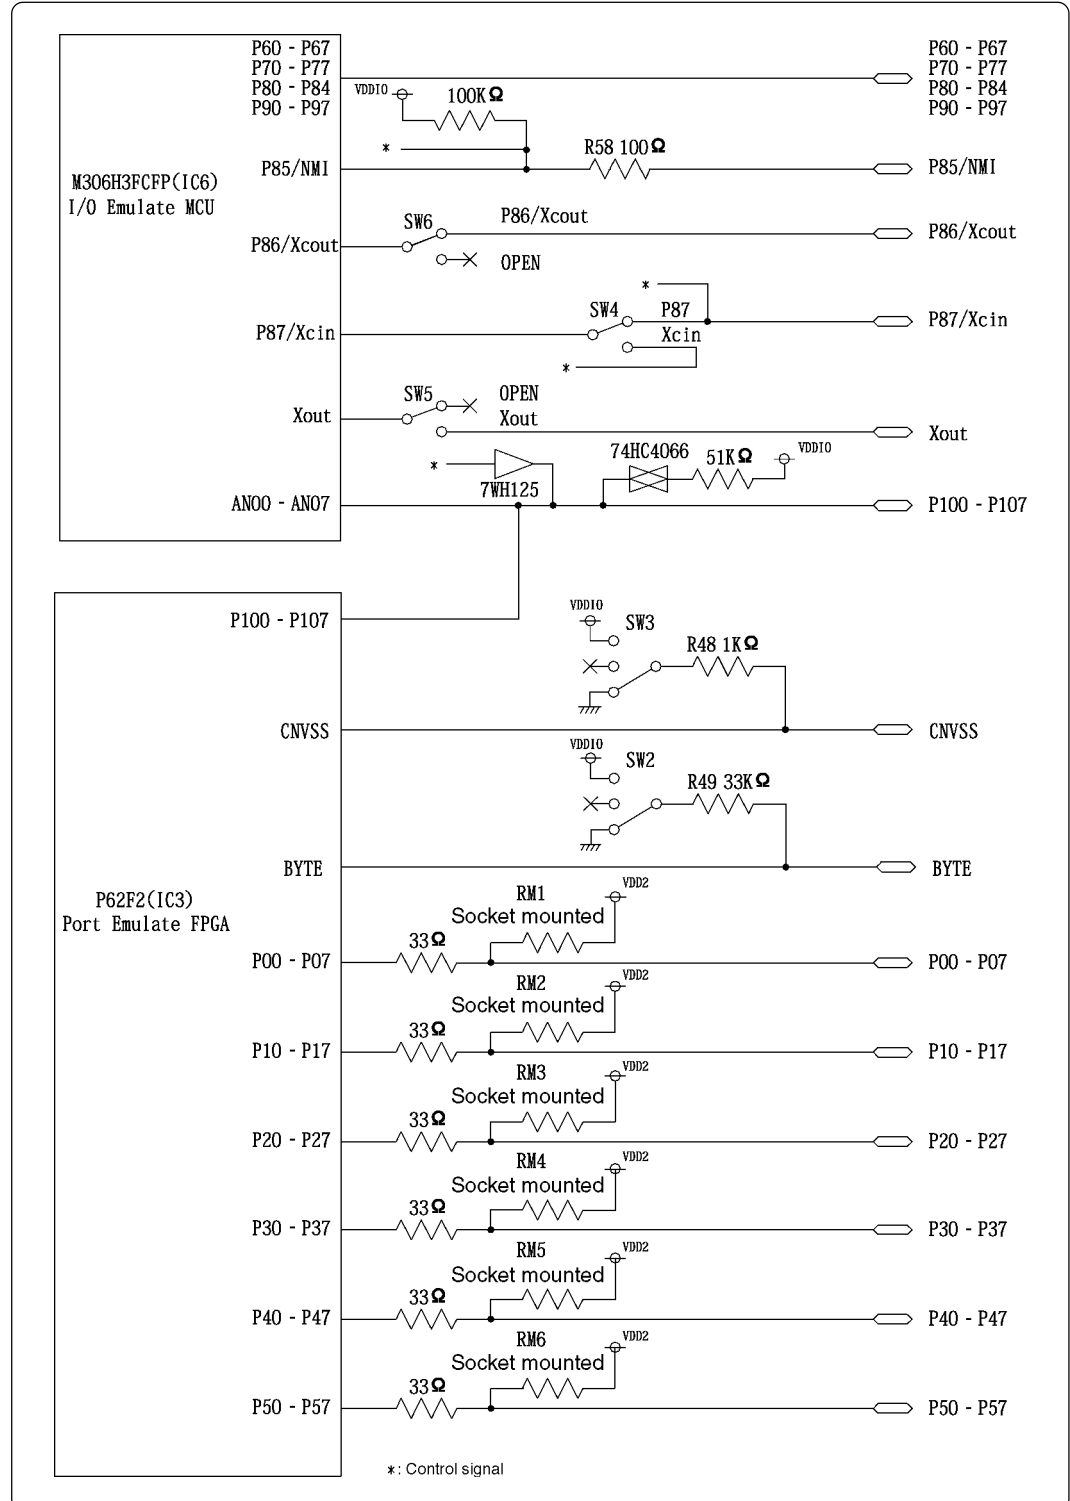 P60 - P67
P70 - P77
P80 - P84
P90 - P97
VDDIO
100KΩ
P60 - P67
P70 - P77
P80 - P84
P90 - P97
*
R58 100Ω
P85/NMI
P85/NMI
M306H3FCFP(IC6)
I/O Emulate MCU
SW6
P86/Xcout
P86/Xcout
P86/Xcout
OPEN
*
SW4
P87
P87/Xcin
P87/Xcin
Xcin
*
SW5
OPEN
Xout
Xout
Xout
*
7WH125
74HC4066
51KΩ
VDDIO
AN00 - AN07
P100 - P107
P100 - P107
VDDIO
SW3
R48 1KΩ
CNVSS
CNVSS
VDDIO
SW2
R49 33KΩ
BYTE
BYTE
P62F2(IC3)
Port Emulate FPGA
RM1
Socket mounted
VDD2
33Ω
P00 - P07
P00 - P07
RM2
Socket mounted
VDD2
33Ω
P10 - P17
P10 - P17
RM3
Socket mounted
VDD2
33Ω
P20 - P27
P20 - P27
RM4
Socket mounted
VDD2
33Ω
P30 - P37
P30 - P37
RM5
Socket mounted
VDD2
33Ω
P40 - P47
P40 - P47
RM6
Socket mounted
VDD2
33Ω
P50 - P57
P50 - P57
*: Control signal